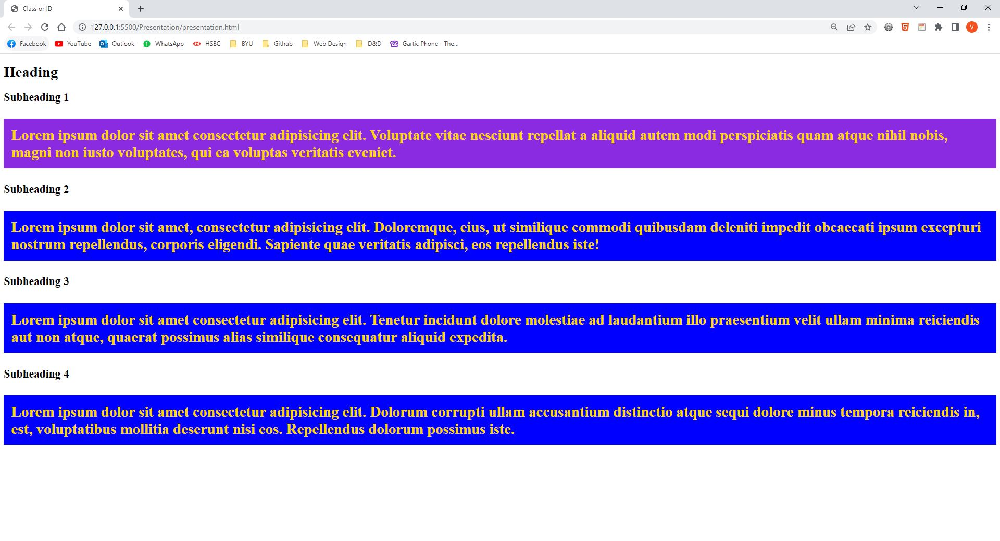 Class or ID
127.0.0.1:5500/Presentation/presentation.html
V
Facebook YouTube Outlook 1 WhatsApp HSBC BYU Github Web Design D&D Gartic Phone - The...
Heading
Subheading 1
Lorem ipsum dolor sit amet consectetur adipisicing elit. Voluptate vitae nesciunt repellat a aliquid autem modi perspiciatis quam atque nihil nobis,
magni non iusto voluptates, qui ea voluptas veritatis eveniet.
Subheading 2
Lorem ipsum dolor sit amet, consectetur adipisicing elit. Doloremque, eius, ut similique commodi quibusdam deleniti impedit obcaecati ipsum excepturi
nostrum repellendus, corporis eligendi. Sapiente quae veritatis adipisci, eos repellendus iste!
Subheading 3
Lorem ipsum dolor sit amet consectetur adipisicing elit. Tenetur incidunt dolore molestiae ad laudantium illo praesentium velit ullam minima reiciendis
aut non atque, quaerat possimus alias similique consequatur aliquid expedita.
Subheading 4
Lorem ipsum dolor sit amet consectetur adipisicing elit. Dolorum corrupti ullam accusantium distinctio atque sequi dolore minus tempora reiciendis in,
est, voluptatibus mollitia deserunt nisi eos. Repellendus dolorum possimus iste.